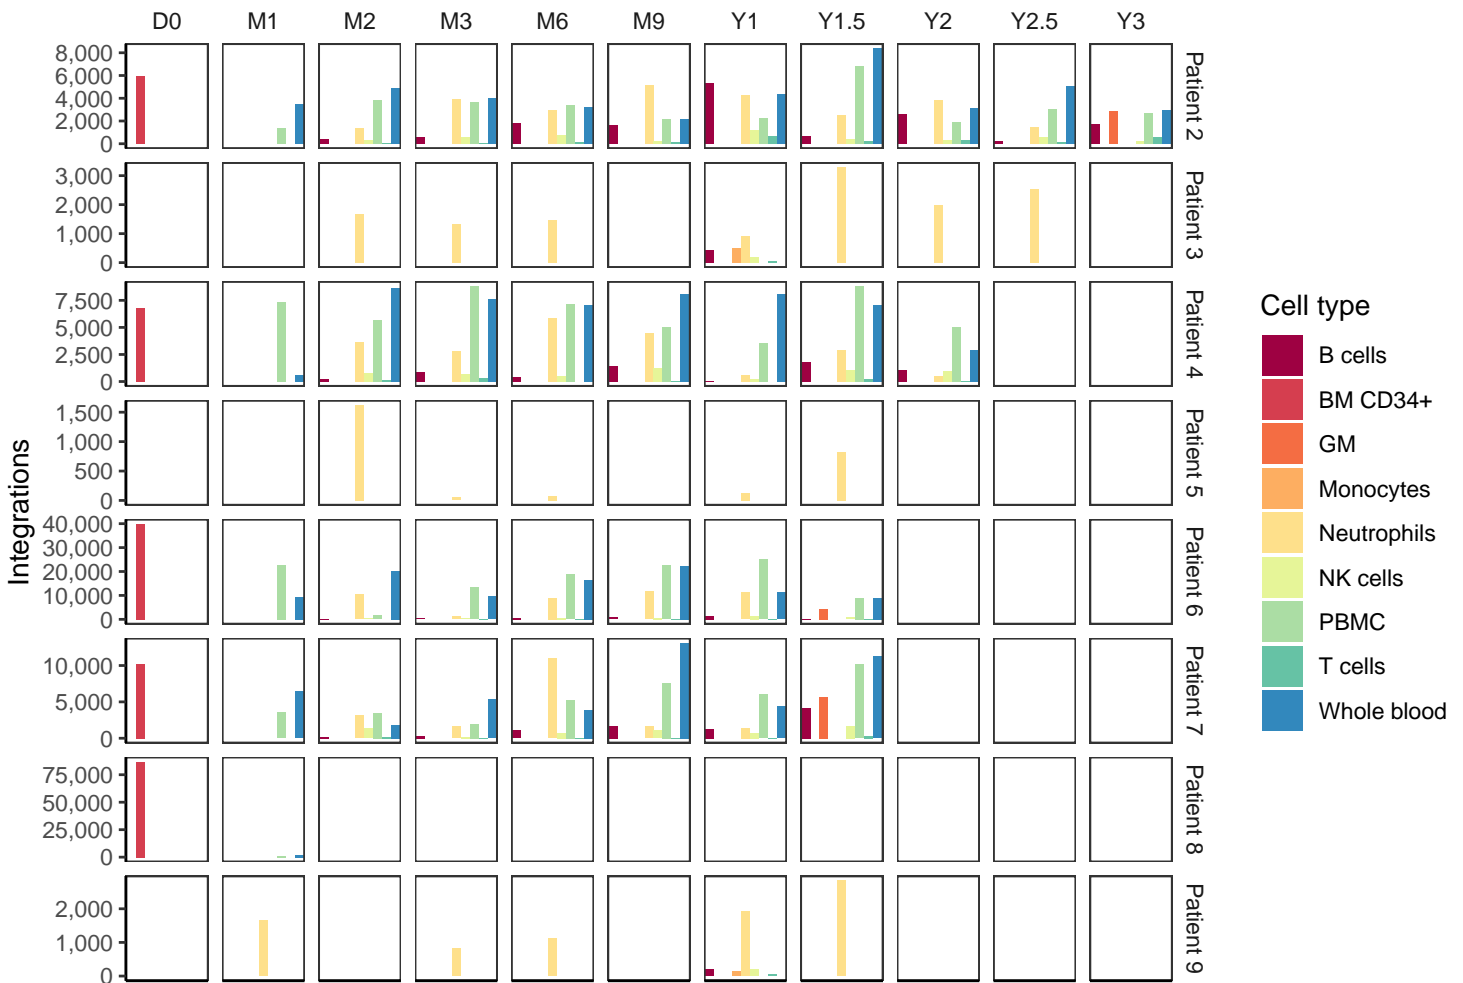 D0 M1 M2 M3 M6 M9 Y1 Y1.5 Y2 Y2.5 Y3
8,000
6,000
4,000
2,000
0
Patient 2
3,000
2,000
1,000
0
Patient 3
7,500
5,000
2,500
0
Patient 4
1,500
1,000
500
0
Patient 5
40,000
30,000
20,000
10,000
0
Patient 6
10,000
5,000
0
Patient 7
75,000
50,000
25,000
0
Patient 8
2,000
1,000
0
Patient 9
Integrations
Cell type
B cells
BM CD34+
GM
Monocytes
Neutrophils
NK cells
PBMC
T cells
Whole blood